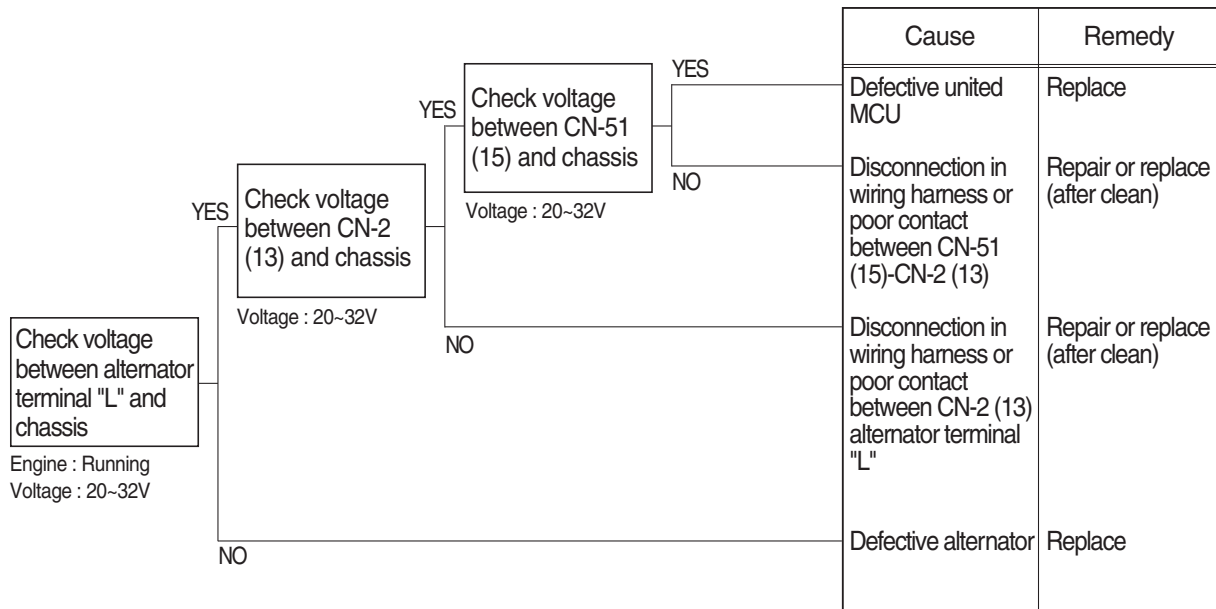 Check voltage
between alternator
terminal "L" and
chassis
Engine : Running
Voltage : 20~32V
YES
NO
Check voltage
between CN-2
(13) and chassis
Voltage : 20~32V
YES
NO
Check voltage
between CN-51
(15) and chassis
Voltage : 20~32V
YES
NO
Cause
Remedy
Defective united
MCU
Replace
Disconnection in
wiring harness or
poor contact
between CN-51
(15)-CN-2 (13)
Repair or replace
(after clean)
Disconnection in
wiring harness or
poor contact
between CN-2 (13)
alternator terminal
"L"
Repair or replace
(after clean)
Defective alternator
Replace